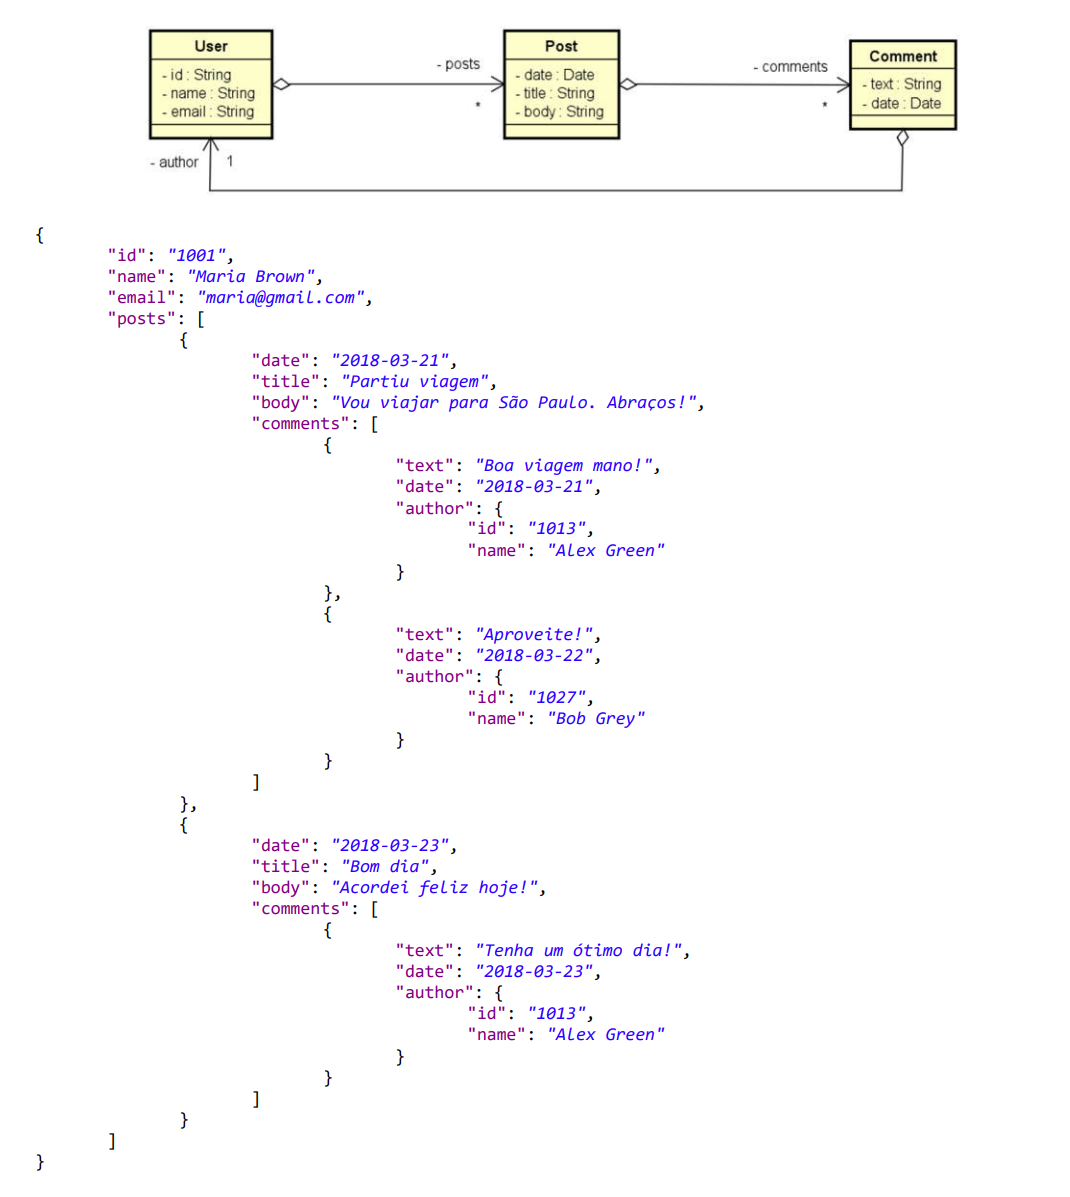 User
- id : String
- name : String
- email : String
- posts
*
Post
- date : Date
- title : String
- body : String
- comments
*
Comment
- text : String
- date : Date
- author 1
{
"id": "1001",
"name": "Maria Brown",
"email": "maria@gmail.com",
"posts": [
{
"date": "2018-03-21",
"title": "Partiu viagem",
"body": "Vou viajar para São Paulo. Abraços!",
"comments": [
{
"text": "Boa viagem mano!",
"date": "2018-03-21",
"author": {
"id": "1013",
"name": "Alex Green"
}
},
{
"text": "Aproveite!",
"date": "2018-03-22",
"author": {
"id": "1027",
"name": "Bob Grey"
}
}
]
},
{
"date": "2018-03-23",
"title": "Bom dia",
"body": "Acordei feliz hoje!",
"comments": [
{
"text": "Tenha um ótimo dia!",
"date": "2018-03-23",
"author": {
"id": "1013",
"name": "Alex Green"
}
}
]
}
]
}